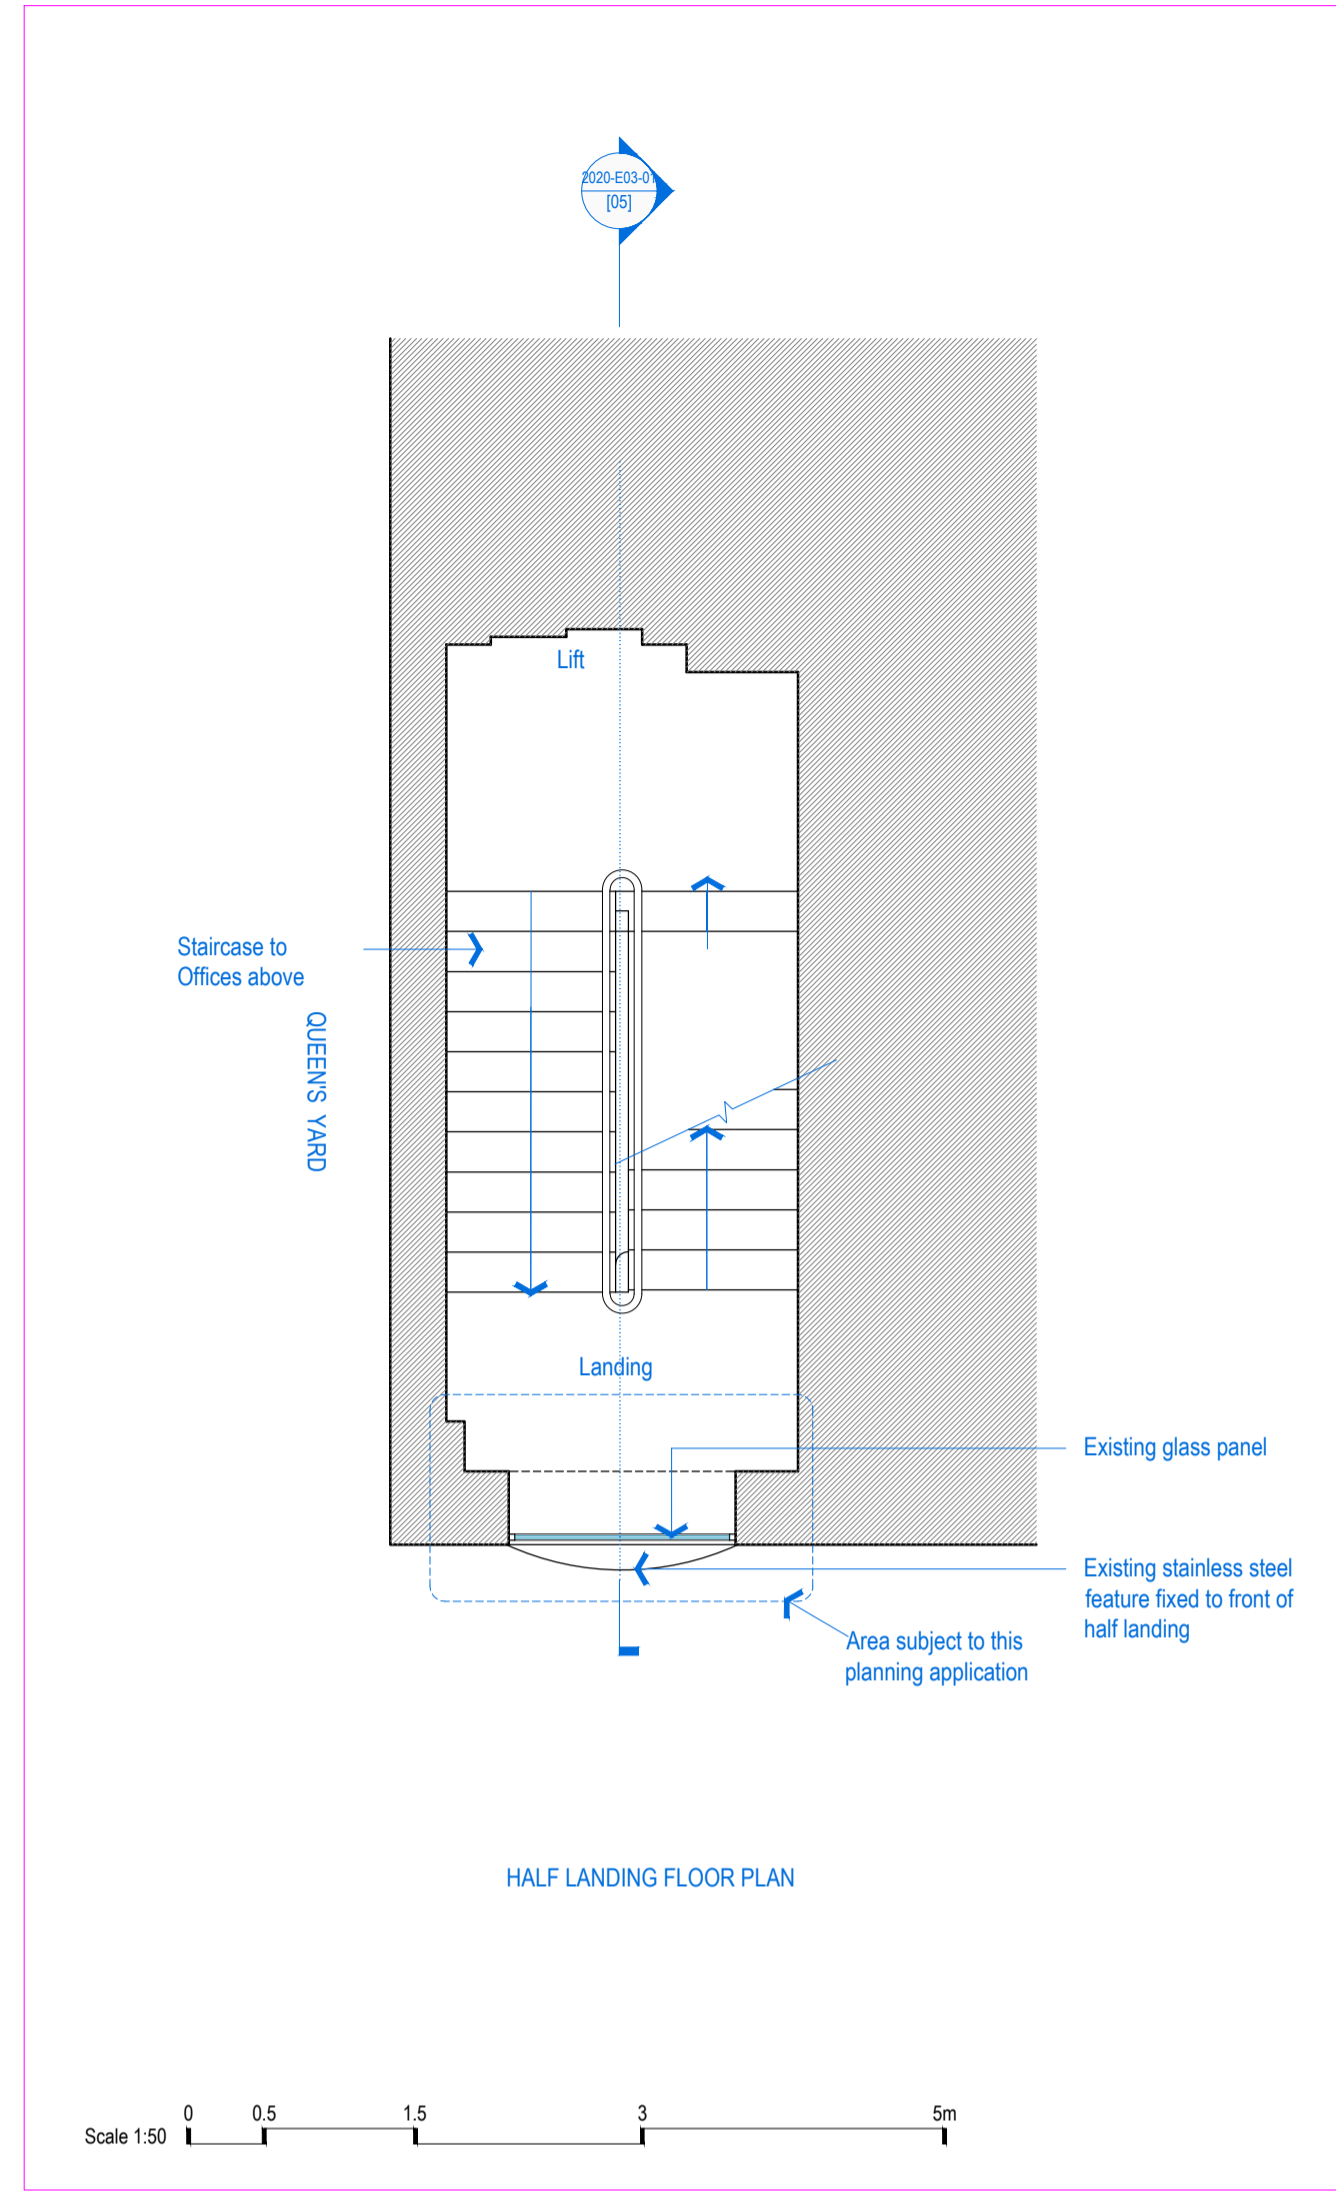 2020-E03-01
[05]
Lift
Staircase to
Offices above
QUEEN'S YARD
Landing
Existing glass panel
Existing stainless steel
feature fixed to front of
half landing
Area subject to this
planning application
HALF LANDING FLOOR PLAN
Scale 1:50
0 0.5 1.5 3 5m